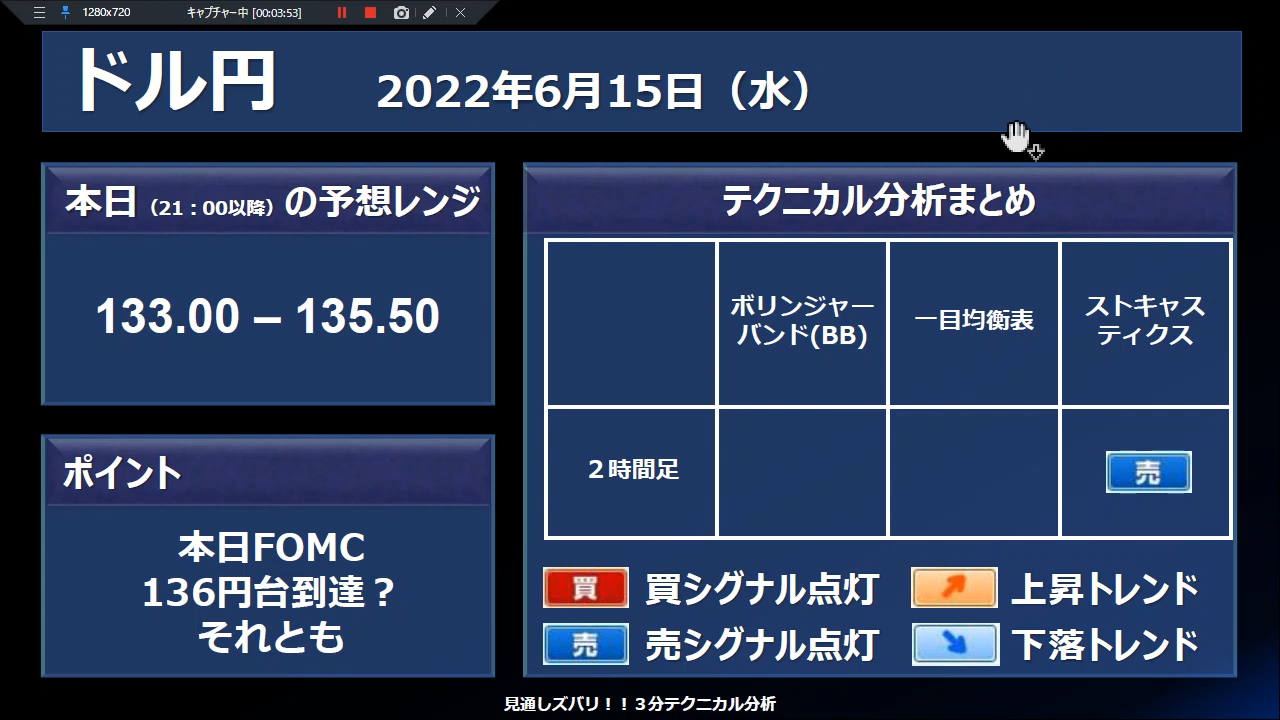 1280x720
キャプチャー中 [00:03:53]
ドル円 2022年6月15日（水）
本日（21：00以降）の予想レンジ
133.00 – 135.50
ポイント
本日FOMC
136円台到達？
それとも
テクニカル分析まとめ
ボリンジャー
バンド(BB)
一目均衡表
ストキャス
ティクス
２時間足
売
買 買シグナル点灯
上昇トレンド
売 売シグナル点灯
下落トレンド
見通しズバリ！！３分テクニカル分析